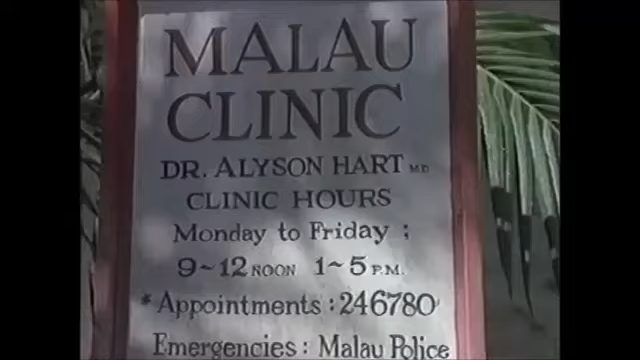 MALAU
CLINIC
DR. ALYSON HART MD
CLINIC HOURS
Monday to Friday ;
9~12 NOON 1~5 P.M.
*Appointments : 246780
Emergencies : Malau Police